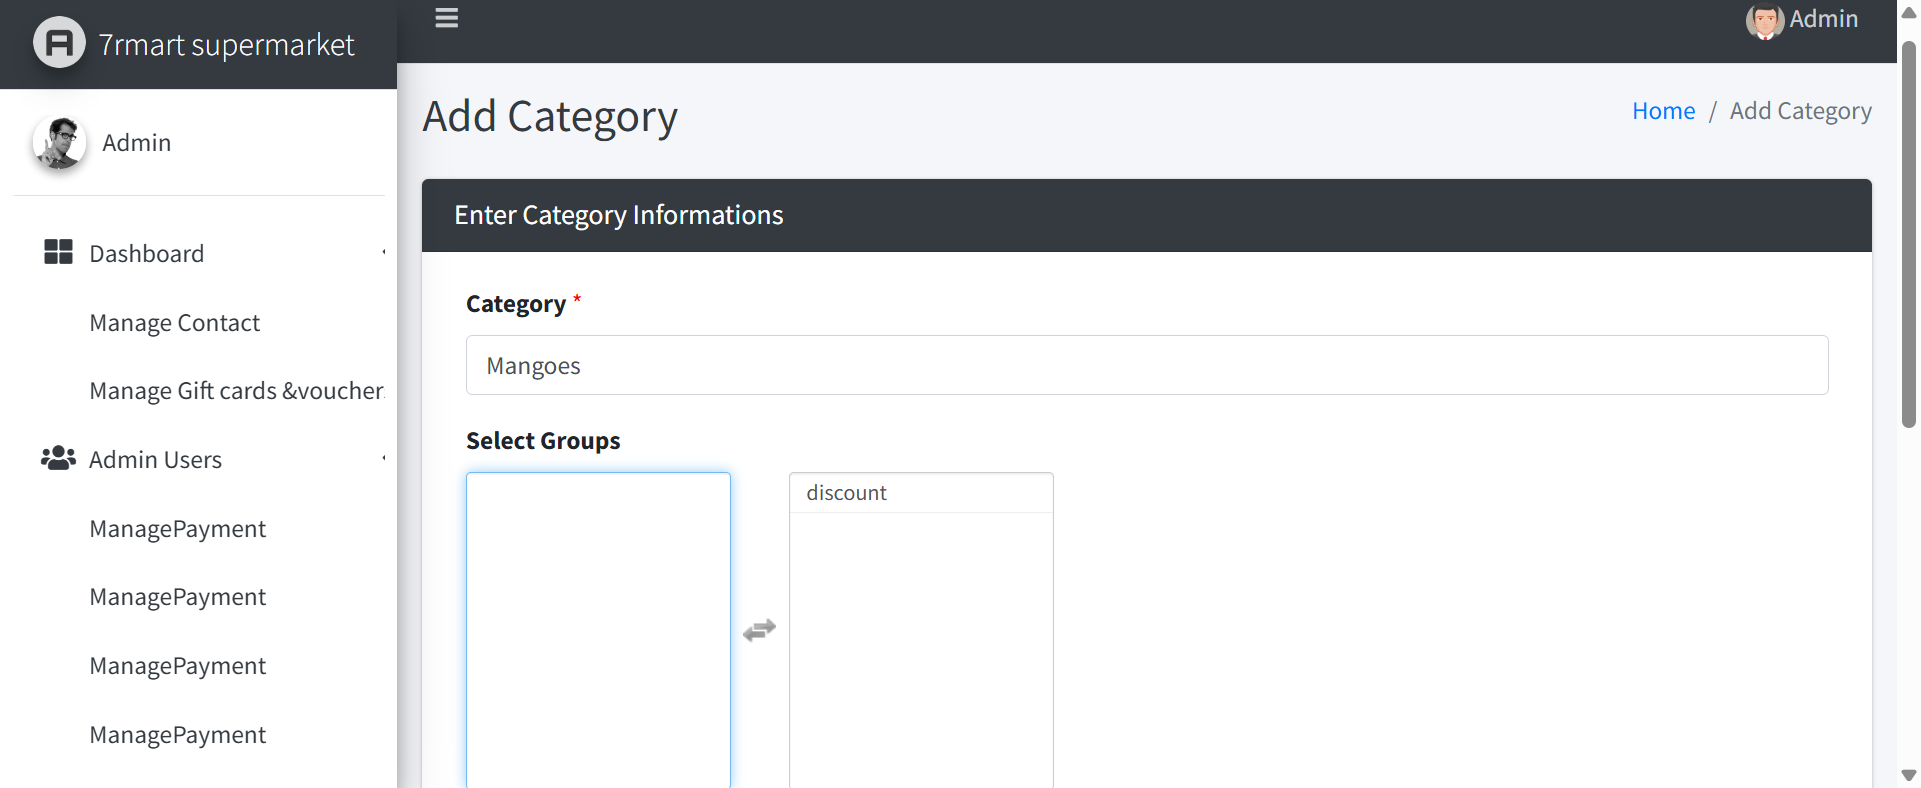 7rmart supermarket
Admin
Admin
Add Category
Home / Add Category
Enter Category Informations
Dashboard
Manage Contact
Manage Gift cards &voucher
Admin Users
ManagePayment
ManagePayment
ManagePayment
ManagePayment
Category *
Mangoes
Select Groups
discount